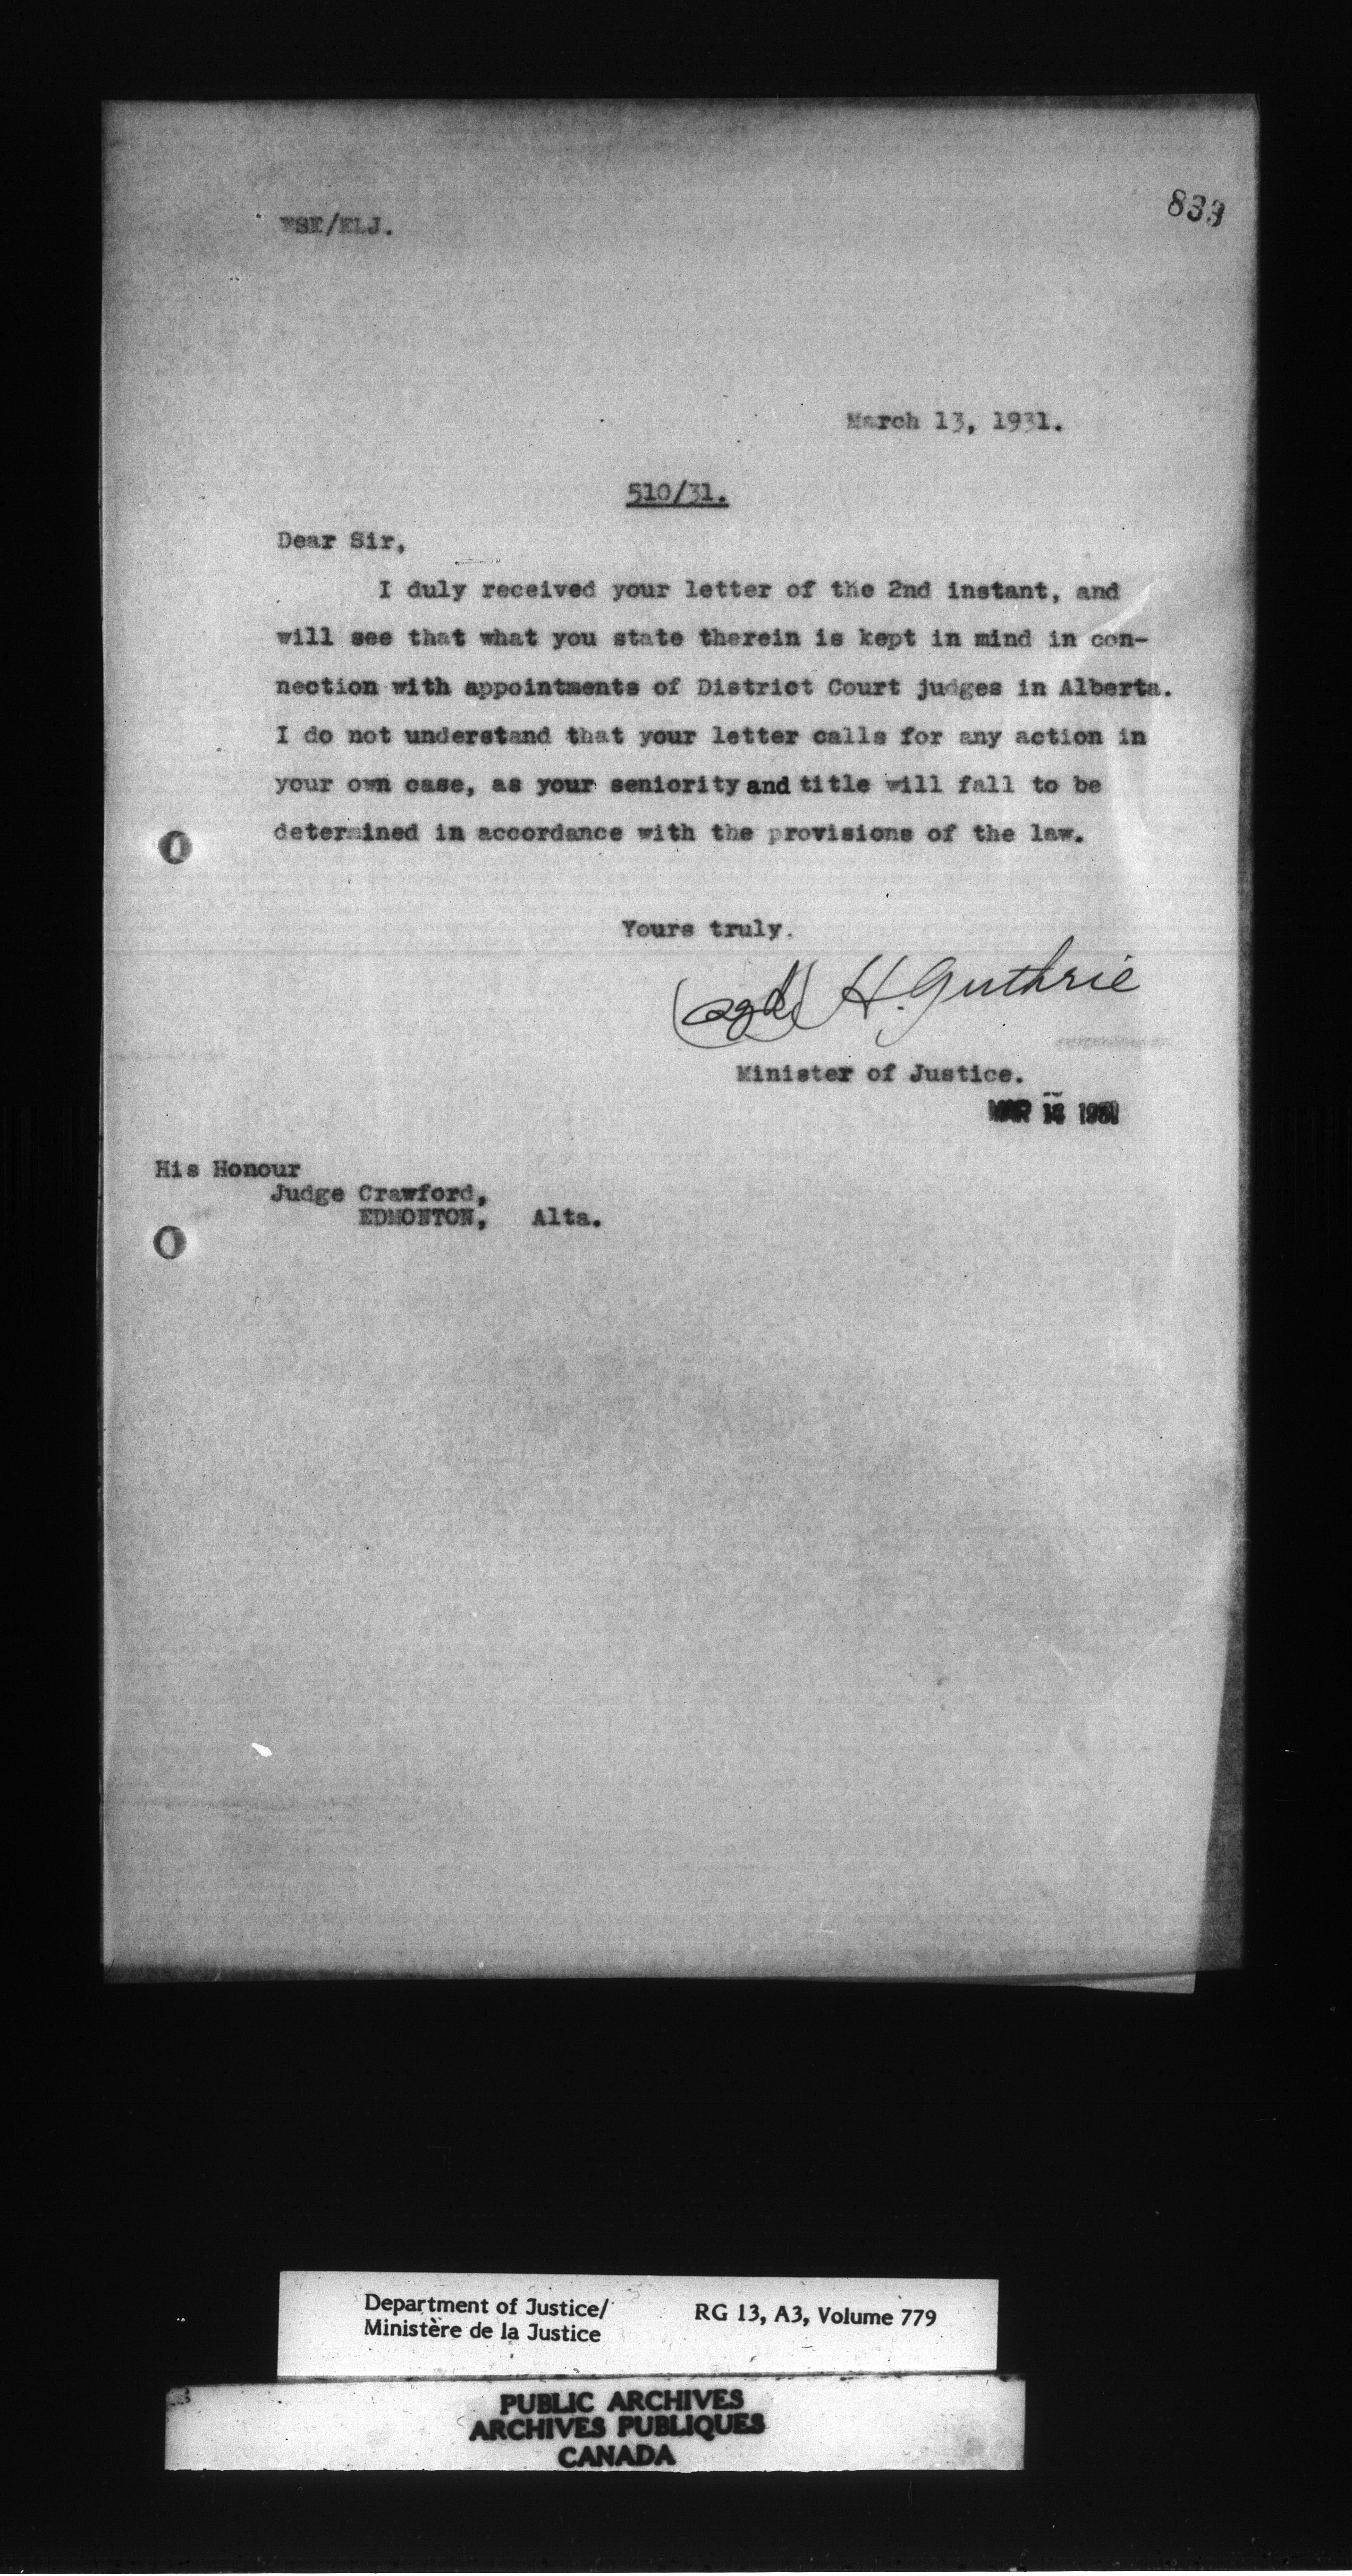 833
WSE/ELJ.
March 13, 1931.
510/31.
Dear Sir,
I duly received your letter of the 2nd instant, and
will see that what you state therein is kept in mind in con-
nection with appointments of District Court judges in Alberta.
I do not understand that your letter calls for any action in
your own case, as your seniority and title will fall to be
determined in accordance with the provisions of the law.
Yours truly.
(sgd) H. Guthrie
Minister of Justice.
MAR 1931
His Honour
Judge Crawford,
EDMONTON, Alta.
Department of Justice/ RG 13, A3, Volume 779
Ministère de la Justice
PUBLIC ARCHIVES
ARCHIVES PUBLIQUES
CANADA